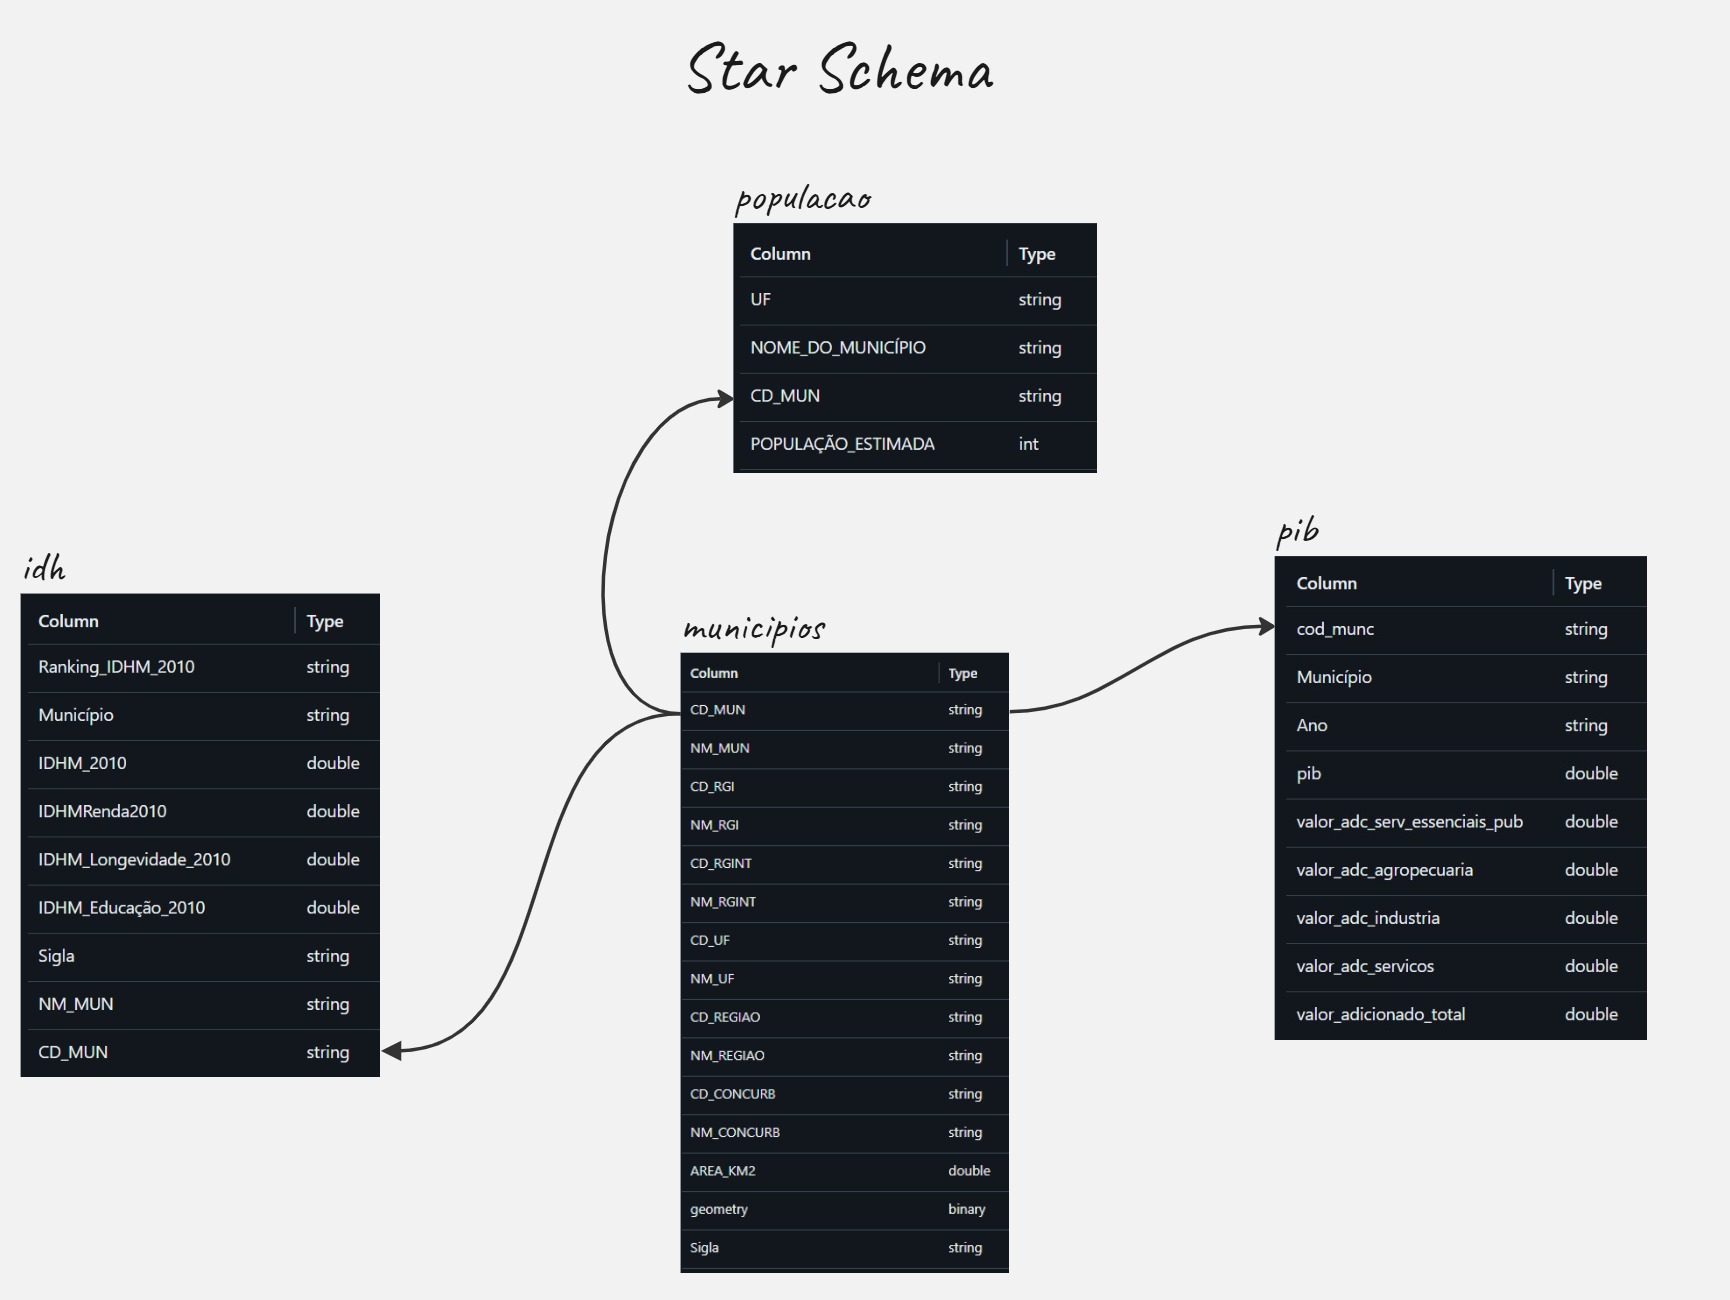 Star Schema
populacao
Column Type
UF string
NOME_DO_MUNICÍPIO string
CD_MUN string
POPULAÇÃO_ESTIMADA int
idh
Column Type
Ranking_IDHM_2010 string
Município string
IDHM_2010 double
IDHMRenda2010 double
IDHM_Longevidade_2010 double
IDHM_Educação_2010 double
Sigla string
NM_MUN string
CD_MUN string
municipios
Column Type
CD_MUN string
NM_MUN string
CD_RGI string
NM_RGI string
CD_RGINT string
NM_RGINT string
CD_UF string
NM_UF string
CD_REGIAO string
NM_REGIAO string
CD_CONCURB string
NM_CONCURB string
AREA_KM2 double
geometry binary
Sigla string
pib
Column Type
cod_munc string
Município string
Ano string
pib double
valor_adc_serv_essenciais_pub double
valor_adc_agropecuaria double
valor_adc_industria double
valor_adc_servicos double
valor_adicionado_total double